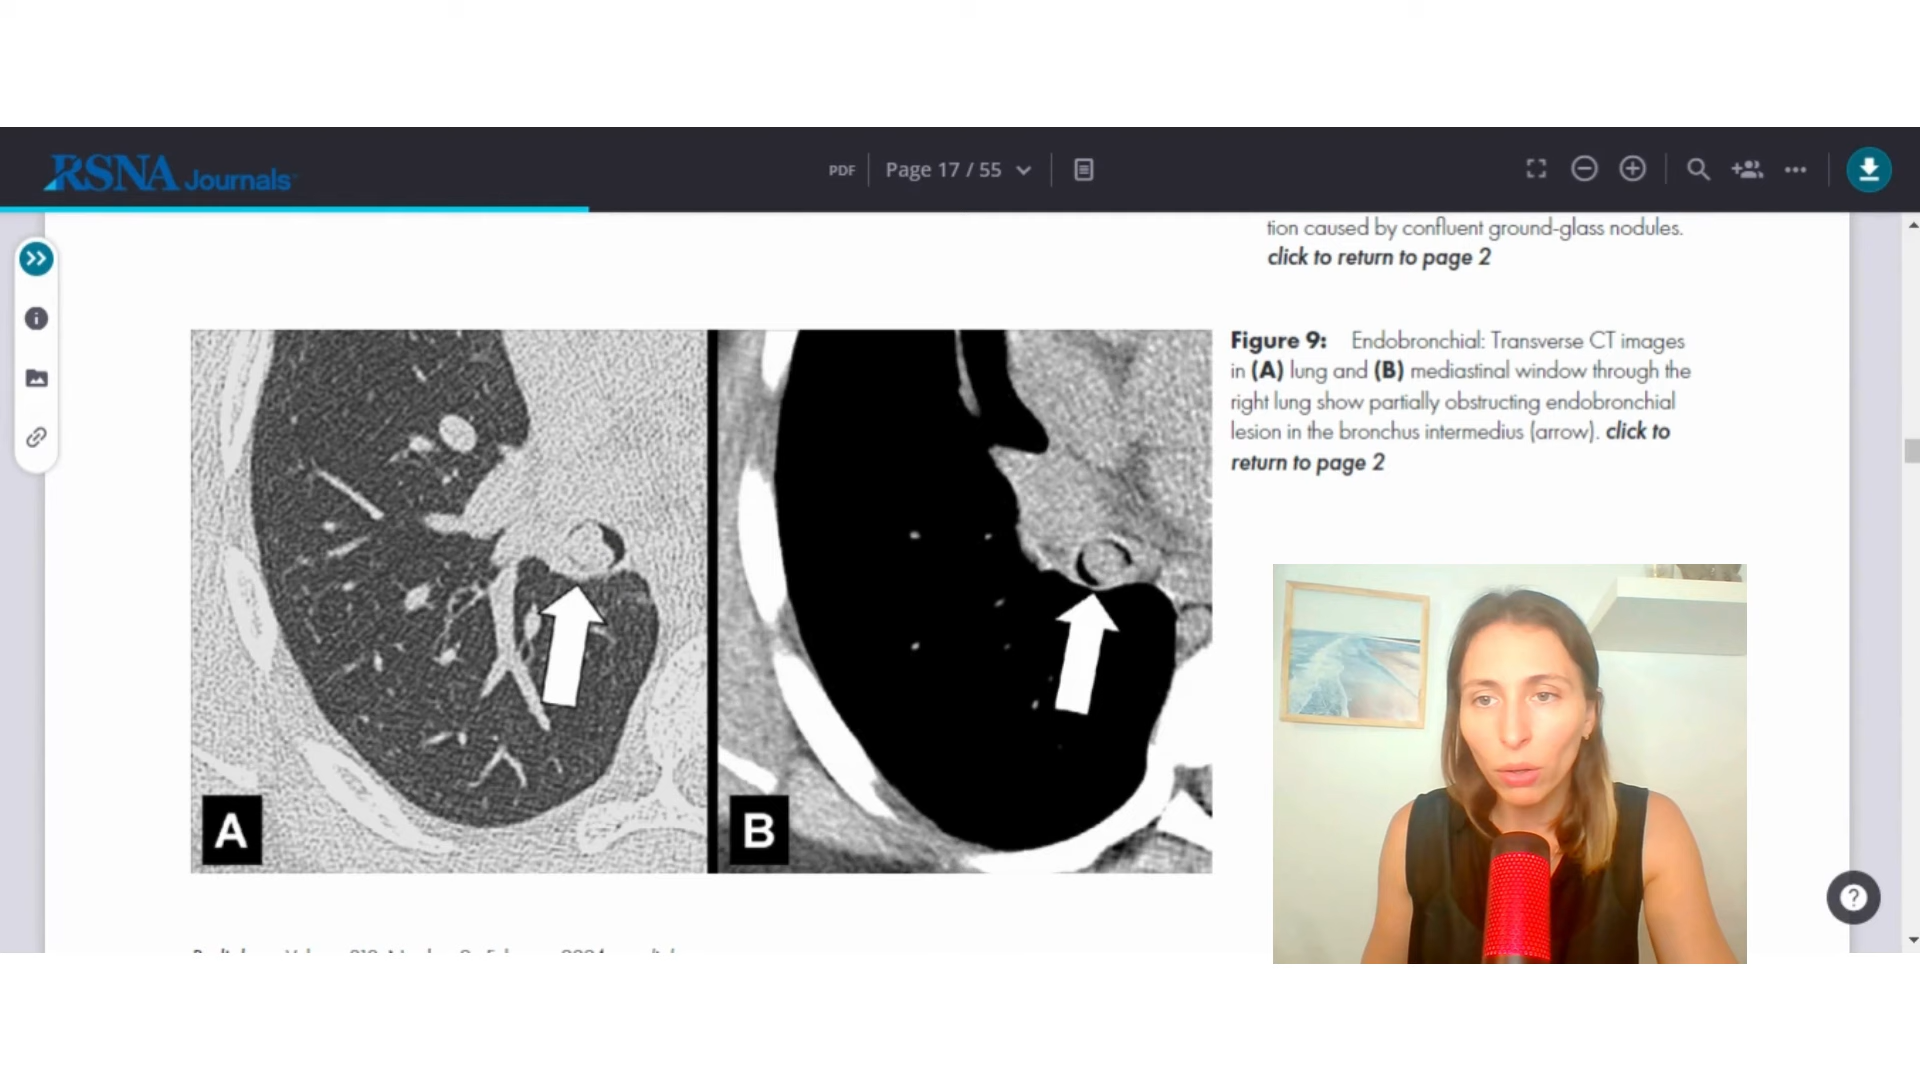 RSNA Journals
PDF
Page 17 / 55
tion caused by confluent ground-glass nodules.
click to return to page 2
Figure 9: Endobronchial: Transverse CT images
in (A) lung and (B) mediastinal window through the
right lung show partially obstructing endobronchial
lesion in the bronchus intermedius (arrow). click to
return to page 2
A
B
?